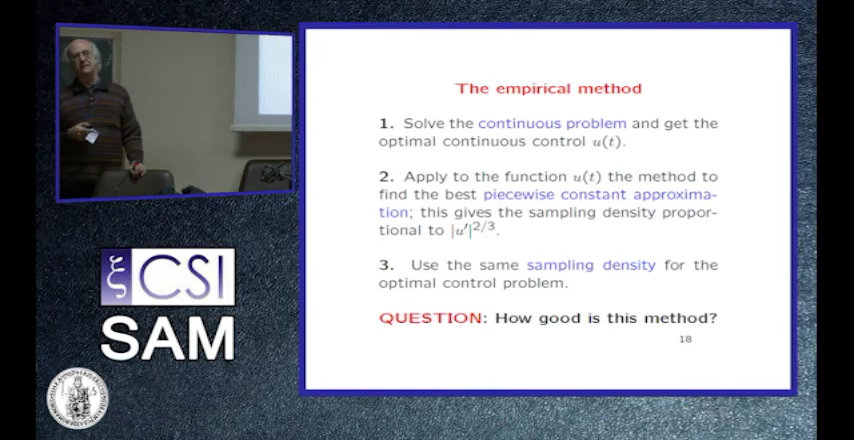 The empirical method
1. Solve the continuous problem and get the
optimal continuous control u(t).
2. Apply to the function u(t) the method to
find the best piecewise constant approxima-
tion; this gives the sampling density propor-
tional to |u′|^{2/3}.
3. Use the same sampling density for the
optimal control problem.
QUESTION: How good is this method?
18
ξ CSI
SAM